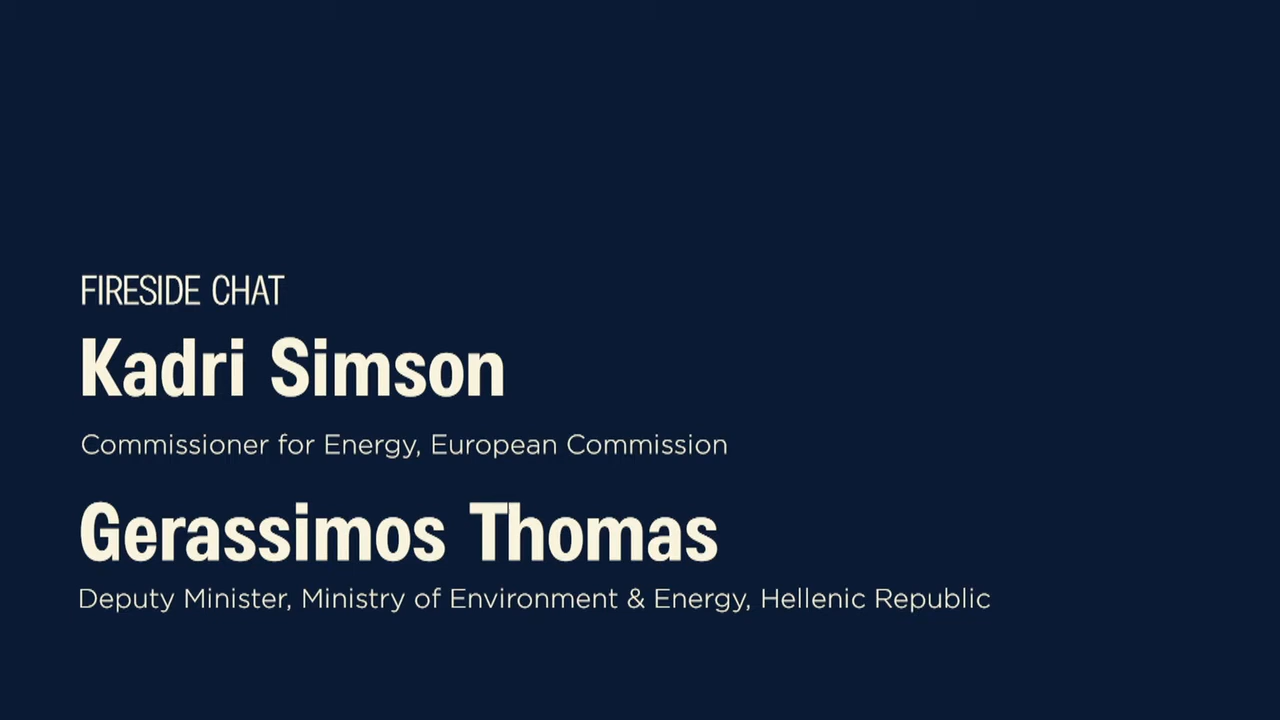 FIRESIDE CHAT
Kadri Simson
Commissioner for Energy, European Commission
Gerassimos Thomas
Deputy Minister, Ministry of Environment & Energy, Hellenic Republic